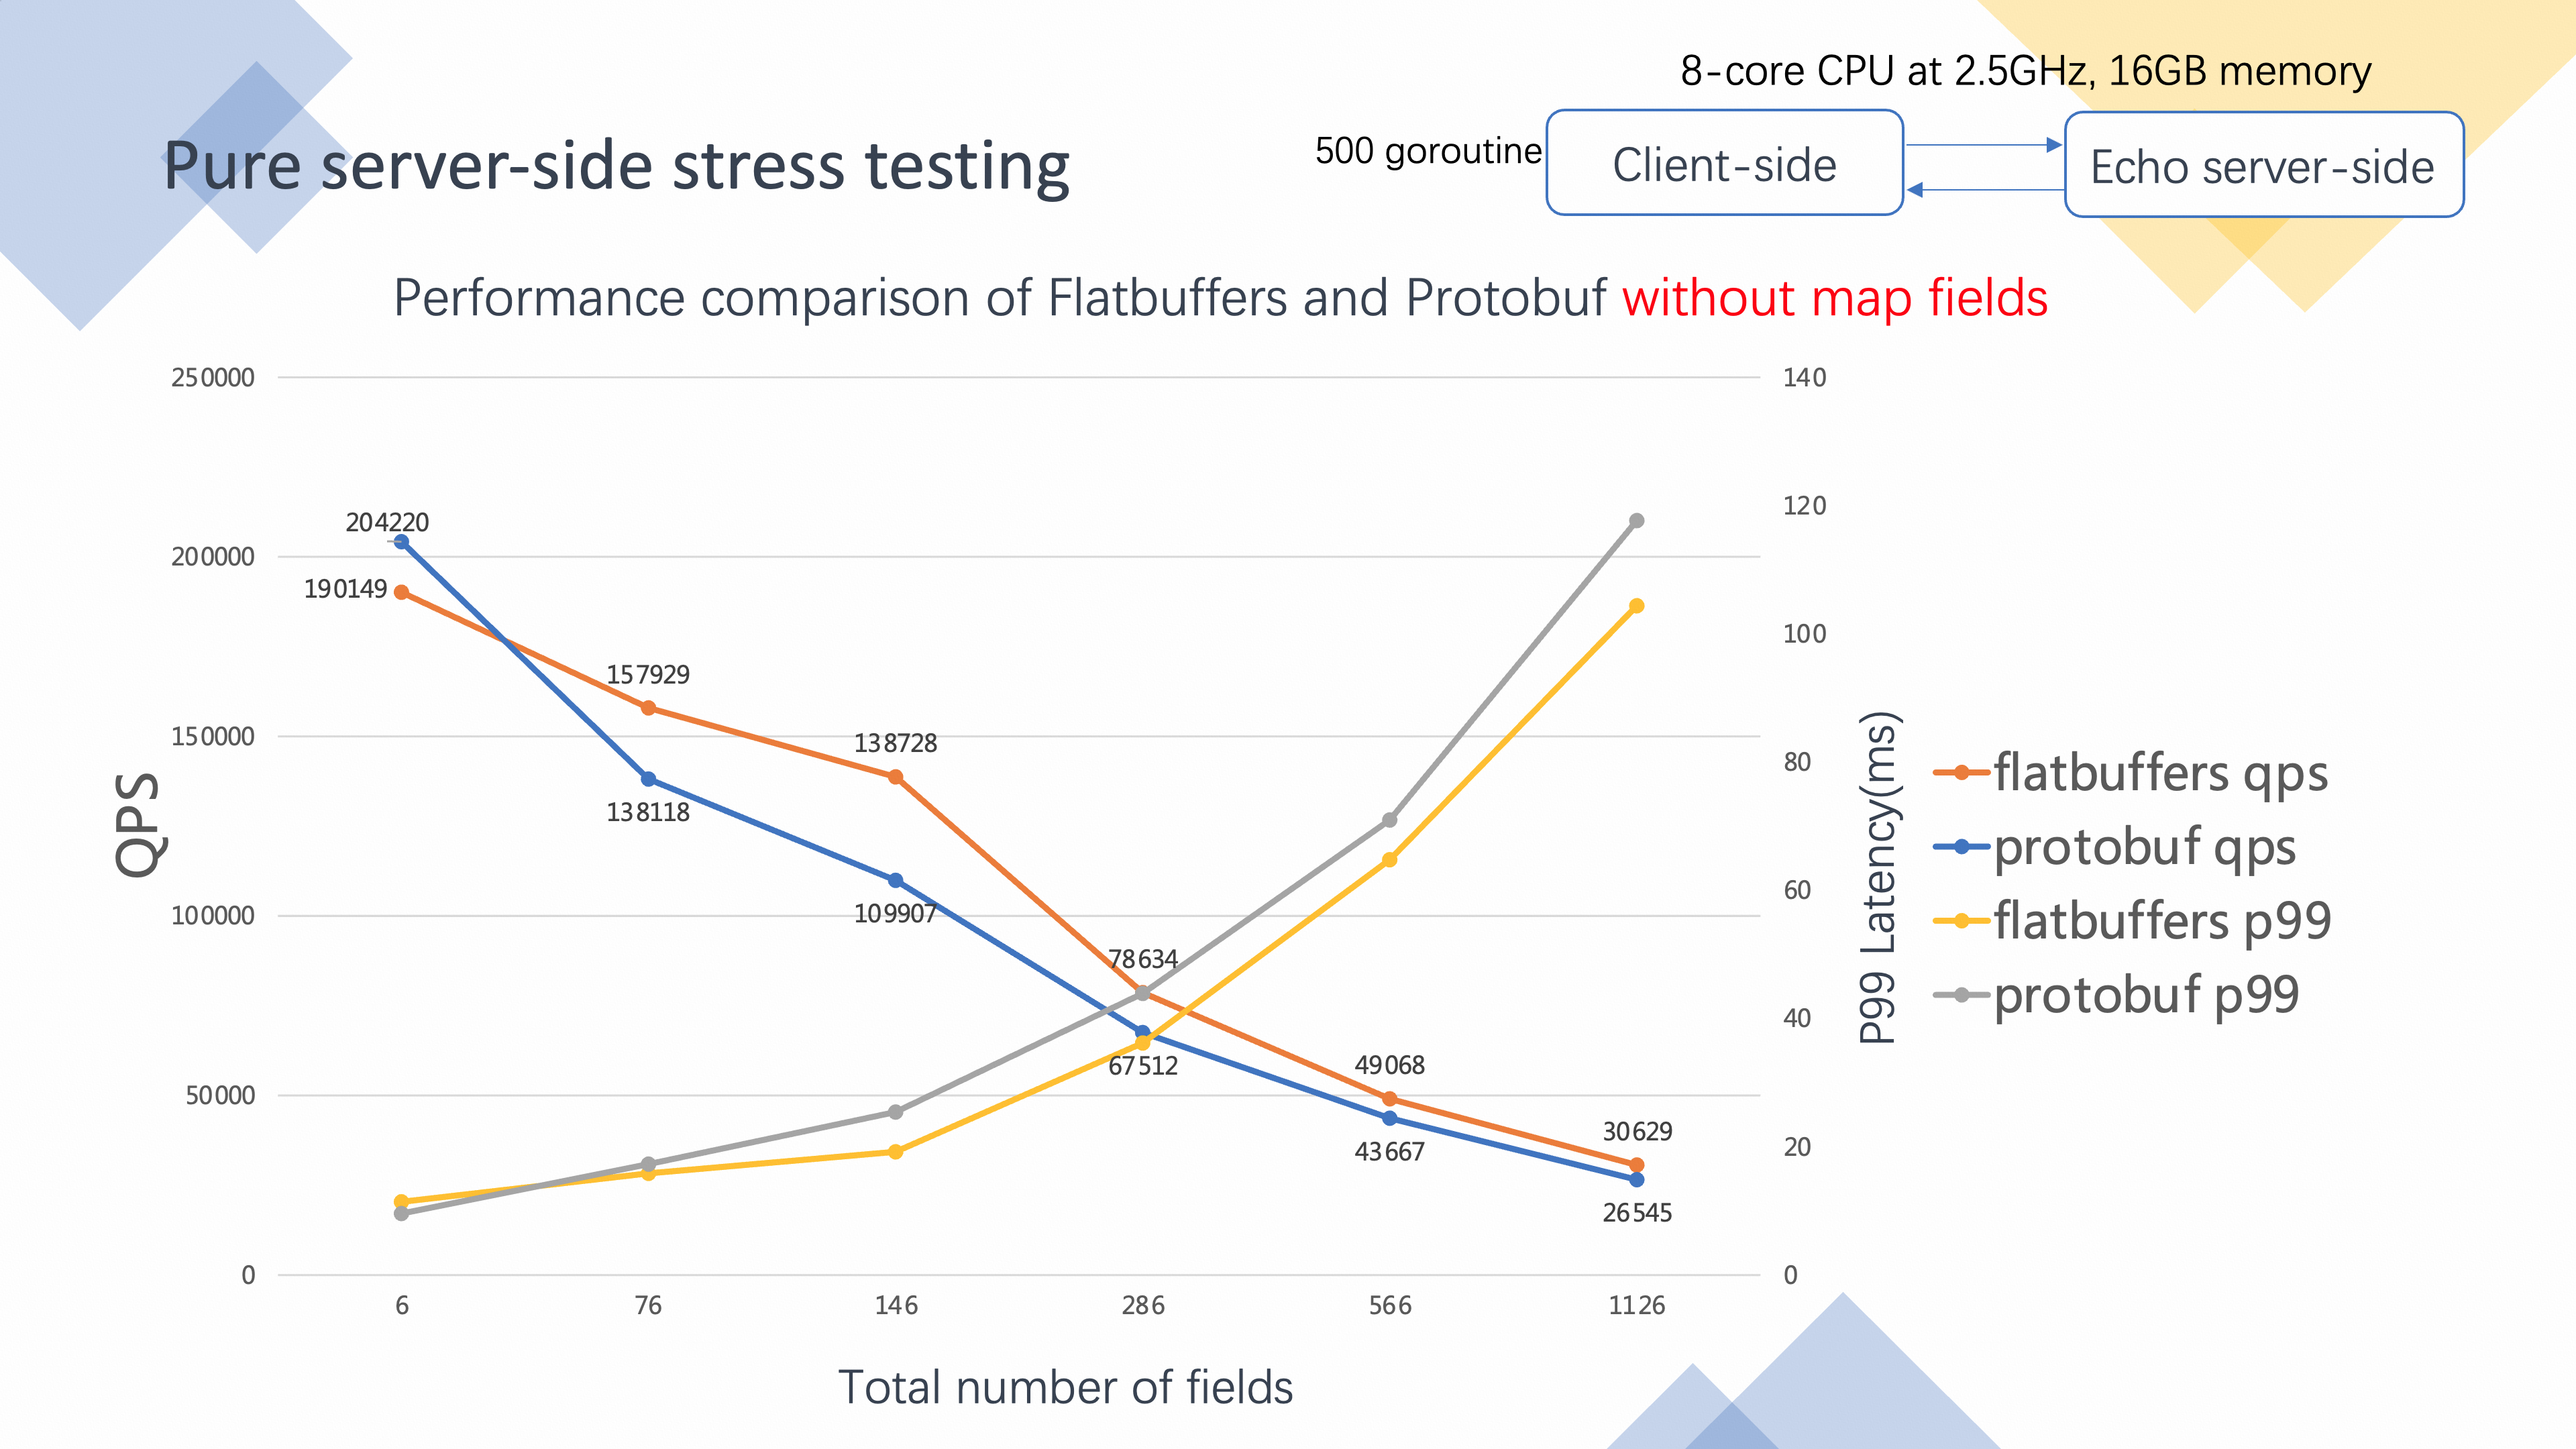 8-core CPU at 2.5GHz, 16GB memory
Pure server-side stress testing
500 goroutine
Client-side
Echo server-side
Performance comparison of Flatbuffers and Protobuf without map fields
250000
200000
150000
100000
50000
0
QPS
204220
190149
157929
138118
138728
109907
78634
67512
49068
43667
30629
26545
140
120
100
80
60
40
20
0
P99 Latency(ms)
flatbuffers qps
protobuf qps
flatbuffers p99
protobuf p99
6 76 146 286 566 1126
Total number of fields